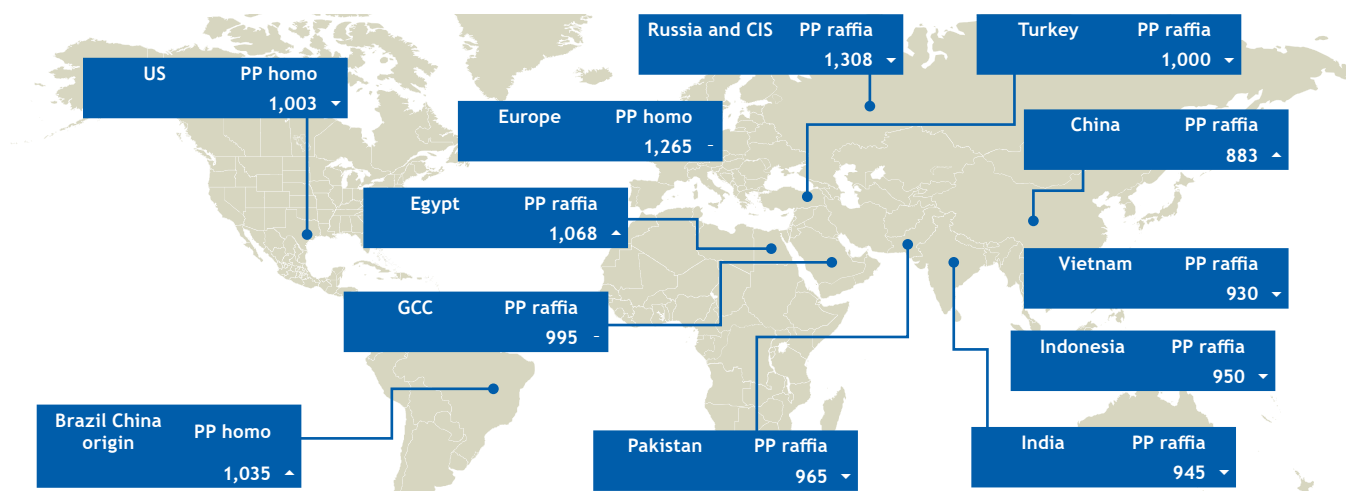 Russia and CIS PP raffia
1,308 ▼
Turkey PP raffia
1,000 ▼
US PP homo
1,003 ▼
Europe PP homo
1,265 –
China PP raffia
883 ▲
Egypt PP raffia
1,068 ▲
Vietnam PP raffia
930 ▼
GCC PP raffia
995 –
Indonesia PP raffia
950 ▼
Brazil China
origin PP homo
1,035 ▲
Pakistan PP raffia
965 ▼
India PP raffia
945 ▼